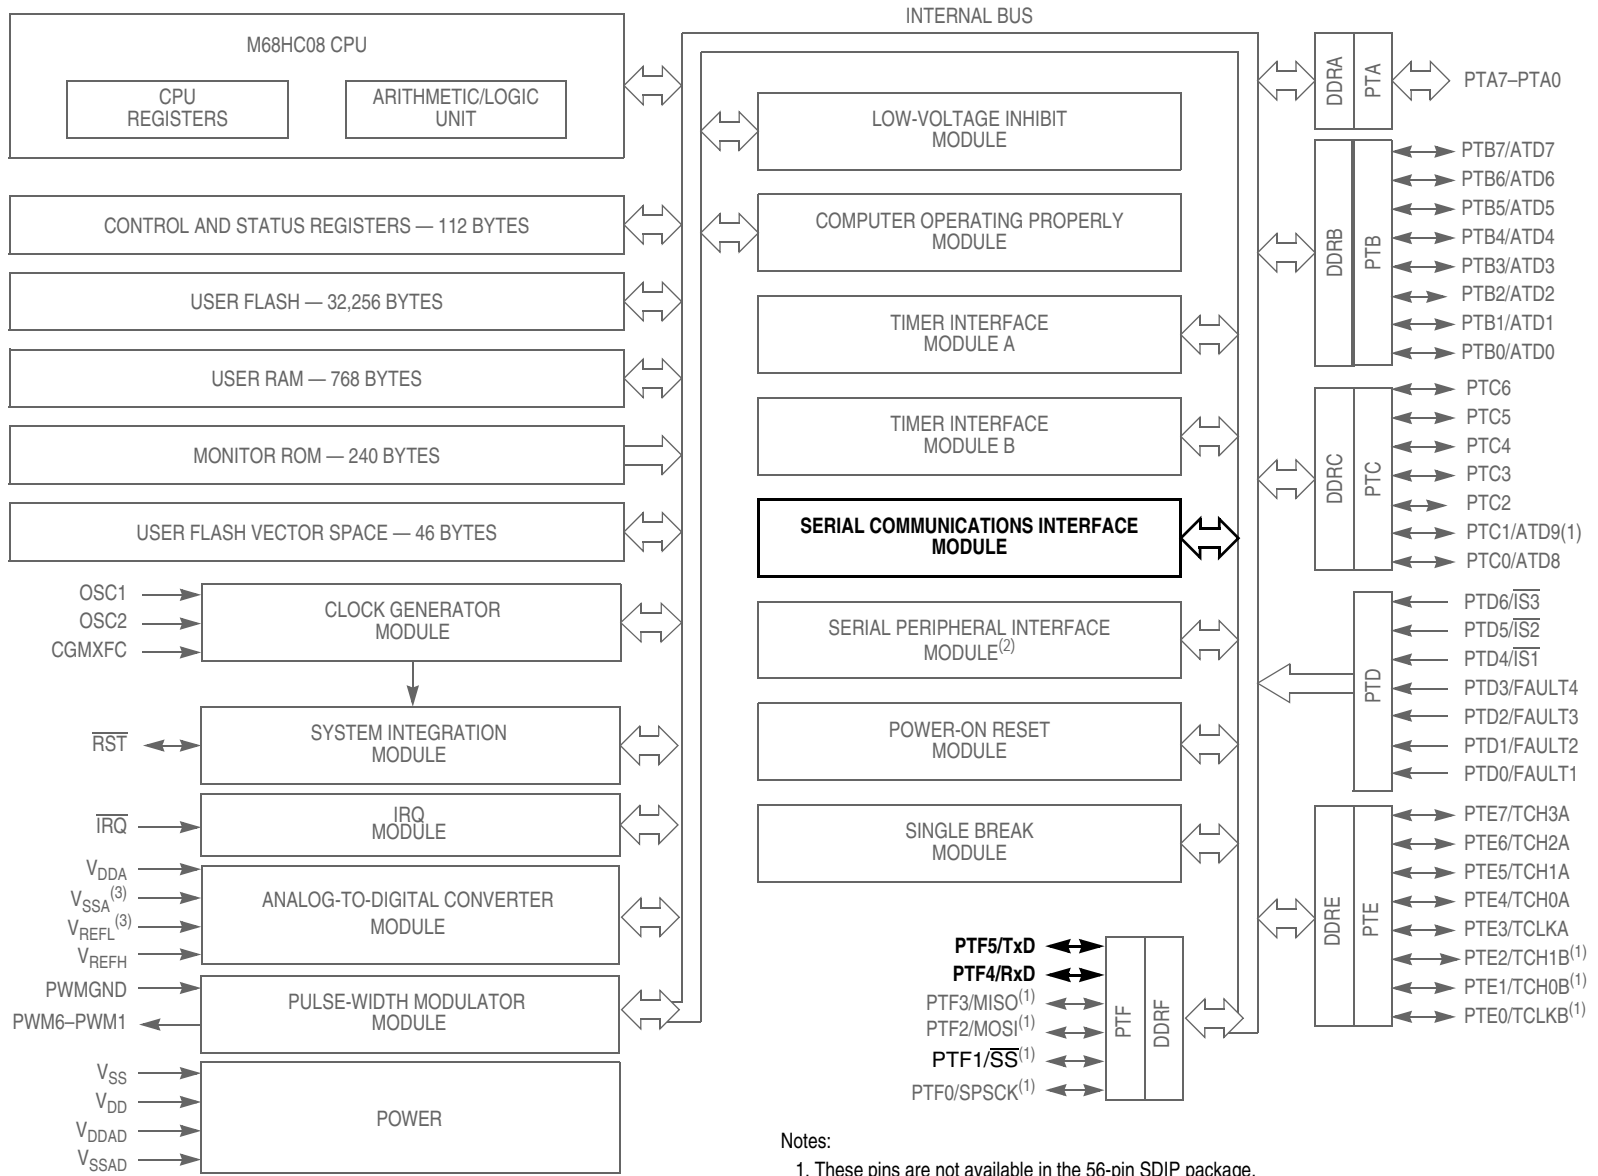 INTERNAL BUS
M68HC08 CPU
CPU
REGISTERS
ARITHMETIC/LOGIC
UNIT
CONTROL AND STATUS REGISTERS — 112 BYTES
USER FLASH — 32,256 BYTES
USER RAM — 768 BYTES
MONITOR ROM — 240 BYTES
USER FLASH VECTOR SPACE — 46 BYTES
OSC1
OSC2
CGMXFC
CLOCK GENERATOR
MODULE
RST
SYSTEM INTEGRATION
MODULE
IRQ
IRQ
MODULE
VDDA
VSSA(3)
VREFL(3)
VREFH
ANALOG-TO-DIGITAL CONVERTER
MODULE
PWMGND
PWM6–PWM1
PULSE-WIDTH MODULATOR
MODULE
VSS
VDD
VDDAD
VSSAD
POWER
LOW-VOLTAGE INHIBIT
MODULE
COMPUTER OPERATING PROPERLY
MODULE
TIMER INTERFACE
MODULE A
TIMER INTERFACE
MODULE B
SERIAL COMMUNICATIONS INTERFACE
MODULE
SERIAL PERIPHERAL INTERFACE
MODULE(2)
POWER-ON RESET
MODULE
SINGLE BREAK
MODULE
PTF5/TxD
PTF4/RxD
PTF3/MISO(1)
PTF2/MOSI(1)
PTF1/SS(1)
PTF0/SPSCK(1)
PTF
DDRF
DDRA
PTA
PTA7–PTA0
DDRB
PTB
PTB7/ATD7
PTB6/ATD6
PTB5/ATD5
PTB4/ATD4
PTB3/ATD3
PTB2/ATD2
PTB1/ATD1
PTB0/ATD0
DDRC
PTC
PTC6
PTC5
PTC4
PTC3
PTC2
PTC1/ATD9(1)
PTC0/ATD8
PTD
PTD6/IS3
PTD5/IS2
PTD4/IS1
PTD3/FAULT4
PTD2/FAULT3
PTD1/FAULT2
PTD0/FAULT1
DDRE
PTE
PTE7/TCH3A
PTE6/TCH2A
PTE5/TCH1A
PTE4/TCH0A
PTE3/TCLKA
PTE2/TCH1B(1)
PTE1/TCH0B(1)
PTE0/TCLKB(1)
Notes:
1. These pins are not available in the 56-pin SDIP package.